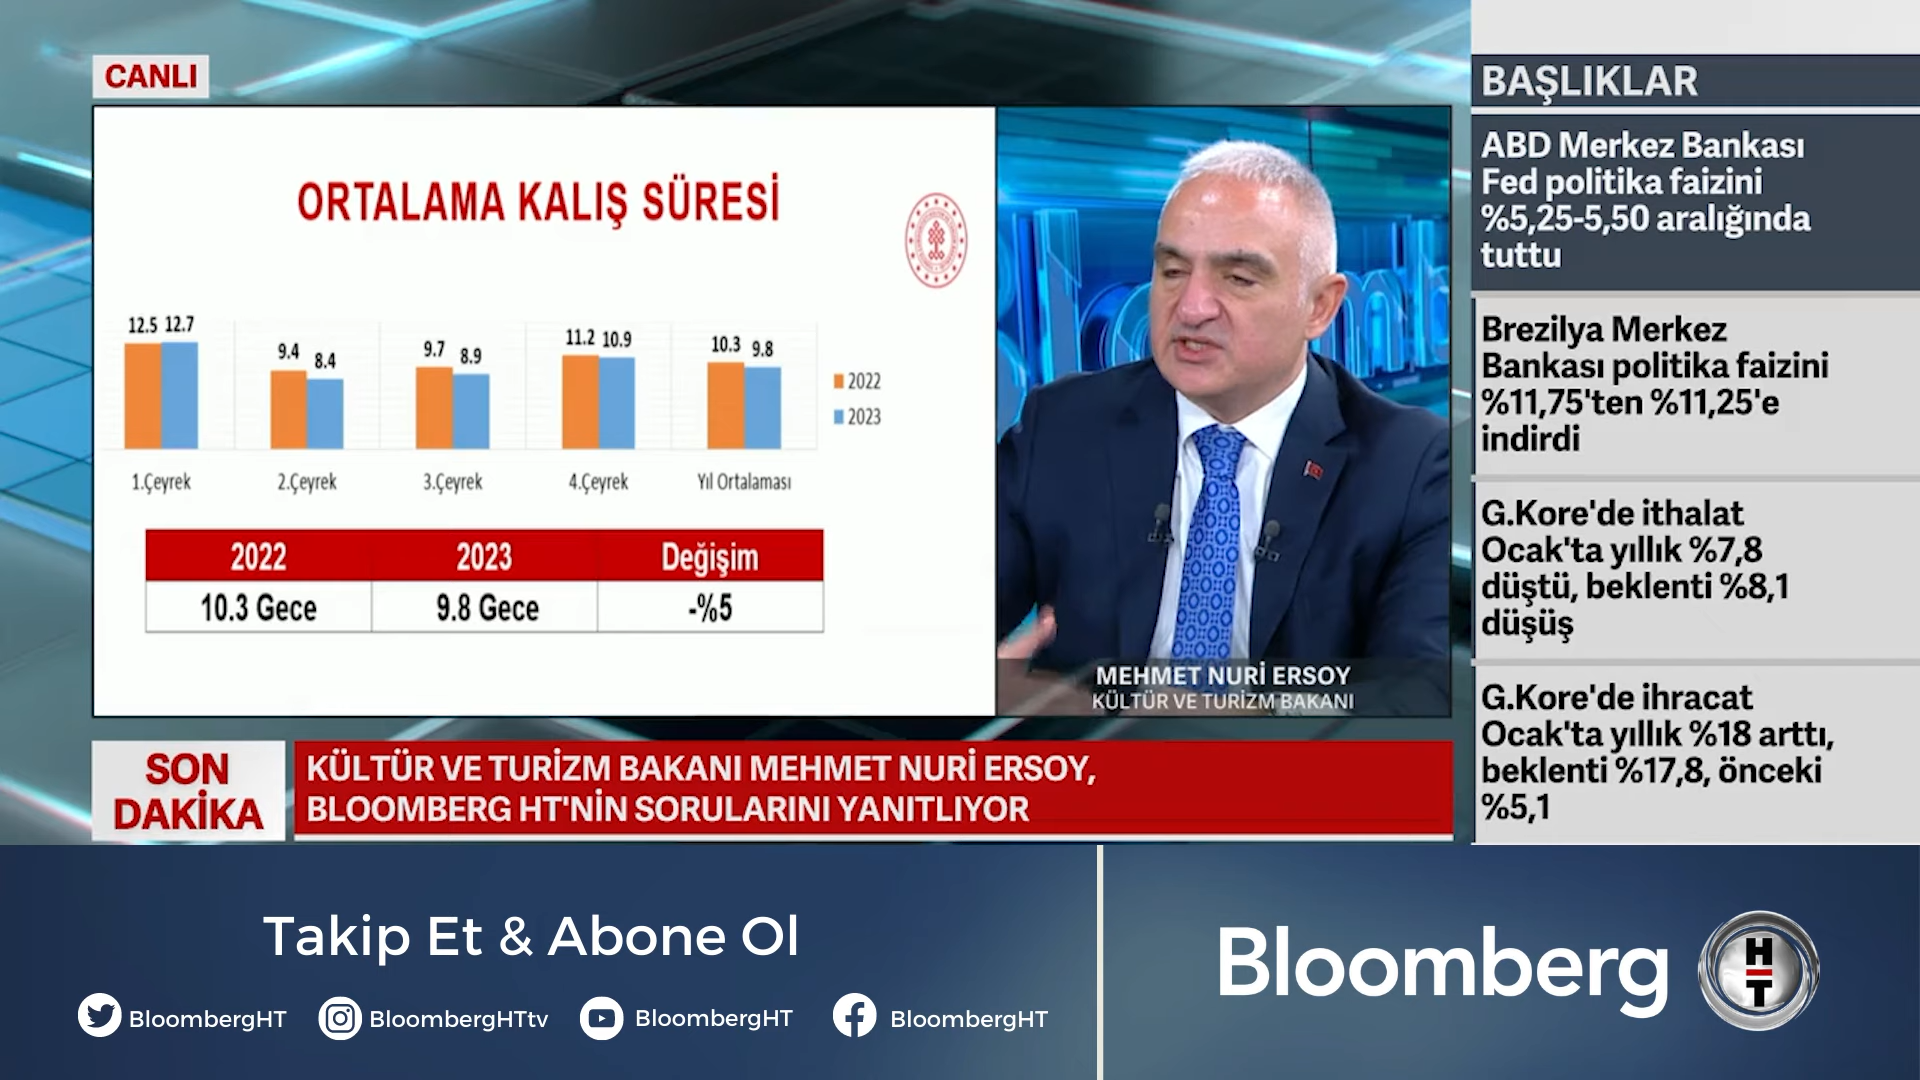 CANLI
ORTALAMA KALIŞ SÜRESİ
12.5 12.7
9.4 8.4
9.7 8.9
11.2 10.9
10.3 9.8
2022
2023
1.Çeyrek 2.Çeyrek 3.Çeyrek 4.Çeyrek Yıl Ortalaması
2022 2023 Değişim
10.3 Gece 9.8 Gece -%5
MEHMET NURİ ERSOY
KÜLTÜR VE TURİZM BAKANI
SON
DAKİKA
KÜLTÜR VE TURİZM BAKANI MEHMET NURİ ERSOY,
BLOOMBERG HT'NİN SORULARINI YANITLIYOR
BAŞLIKLAR
ABD Merkez Bankası
Fed politika faizini
%5,25-5,50 aralığında
tuttu
Brezilya Merkez
Bankası politika faizini
%11,75'ten %11,25'e
indirdi
G.Kore'de ithalat
Ocak'ta yıllık %7,8
düştü, beklenti %8,1
düşüş
G.Kore'de ihracat
Ocak'ta yıllık %18 arttı,
beklenti %17,8, önceki
%5,1
Takip Et & Abone Ol
BloombergHT BloombergHTtv BloombergHT BloombergHT
Bloomberg HT